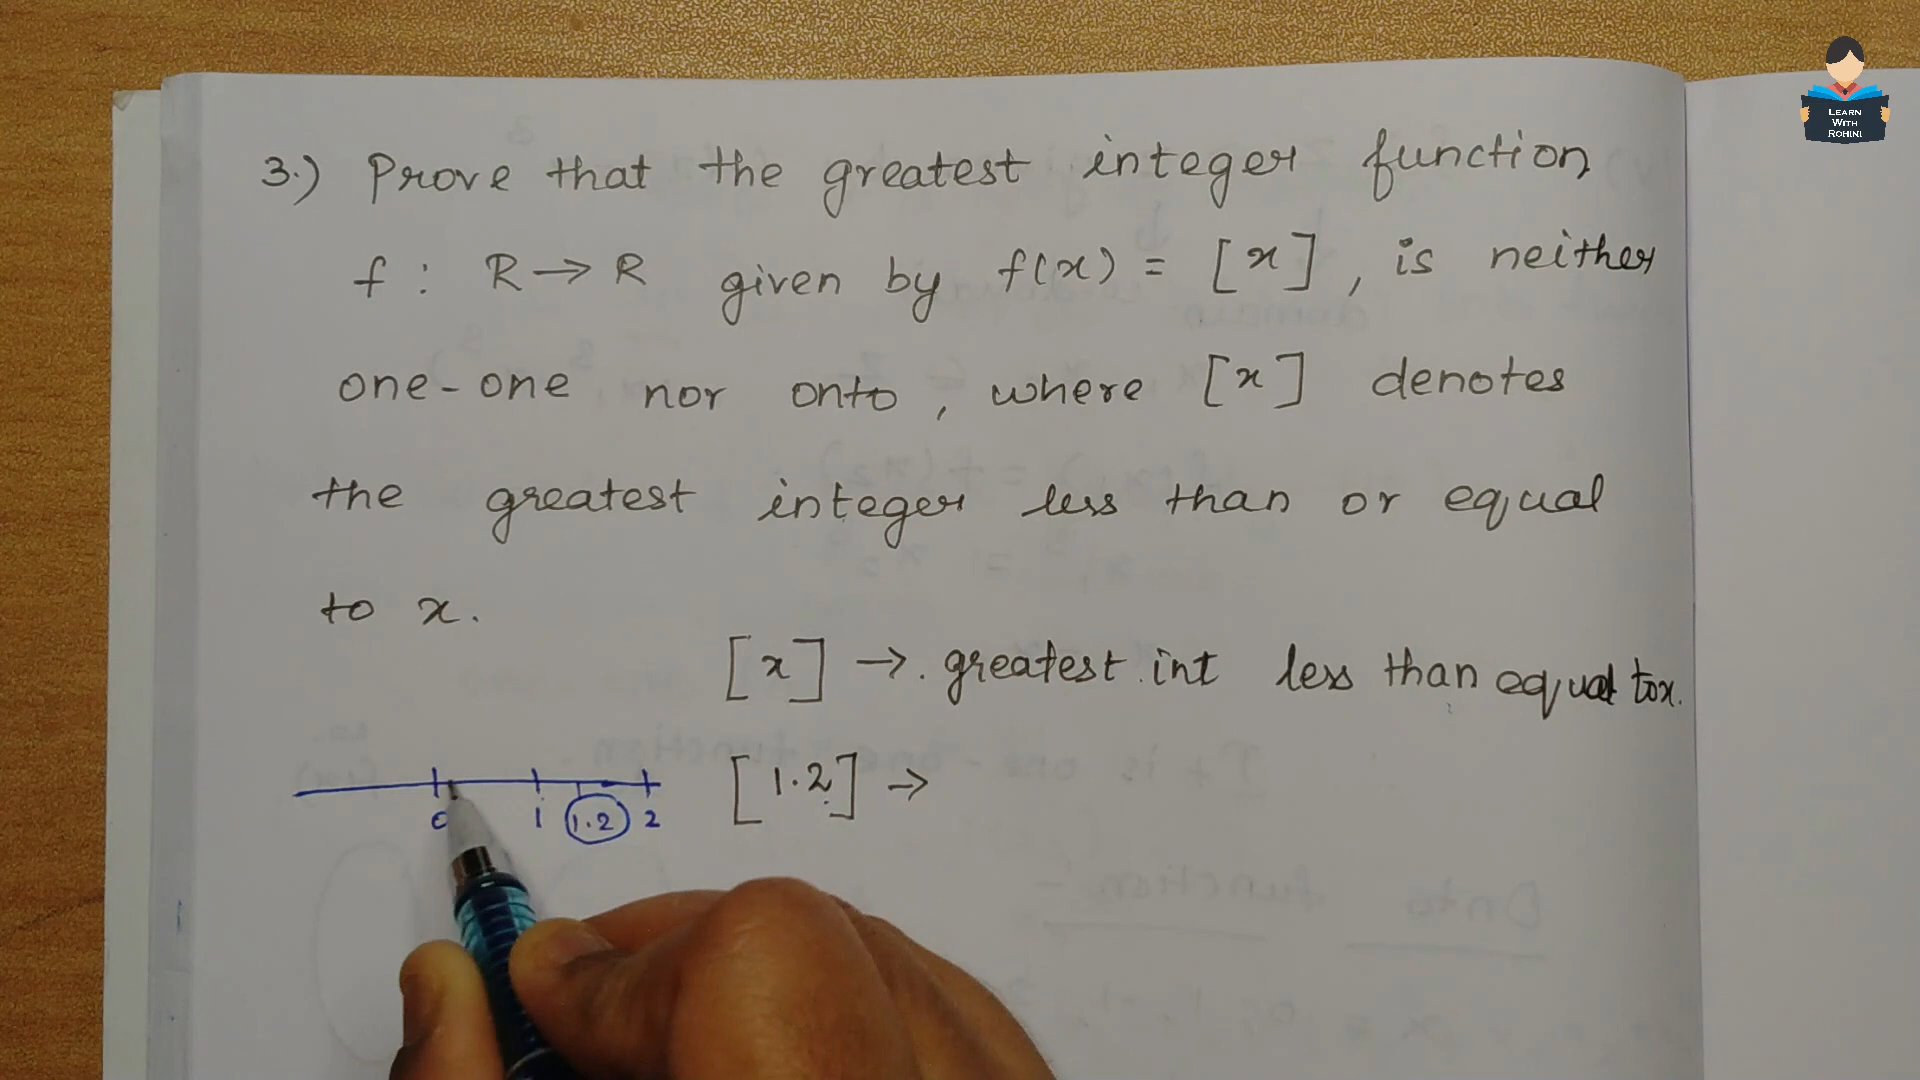 LEARN
WITH
ROHINI
3.) Prove that the greatest integer function
f : R → R given by f(x) = [x], is neither
one-one nor onto, where [x] denotes
the greatest integer less than or equal
to x.
[x] → greatest int less than equal to x.
[1.2] →
0 1 1.2 2